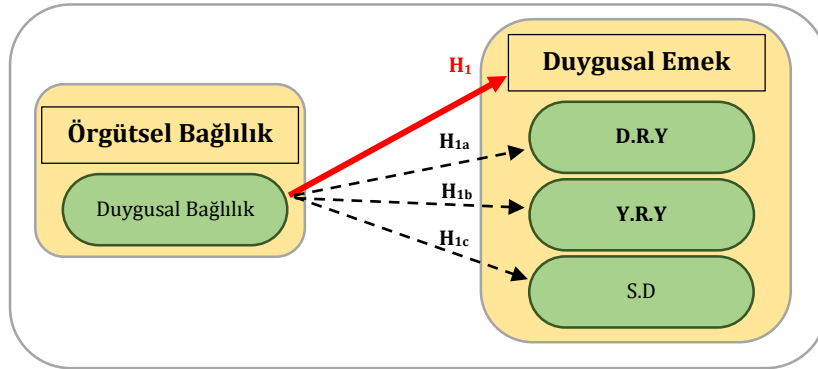 Örgütsel Bağlılık
Duygusal Bağlılık
H1
H1a
H1b
H1c
Duygusal Emek
D.R.Y
Y.R.Y
S.D